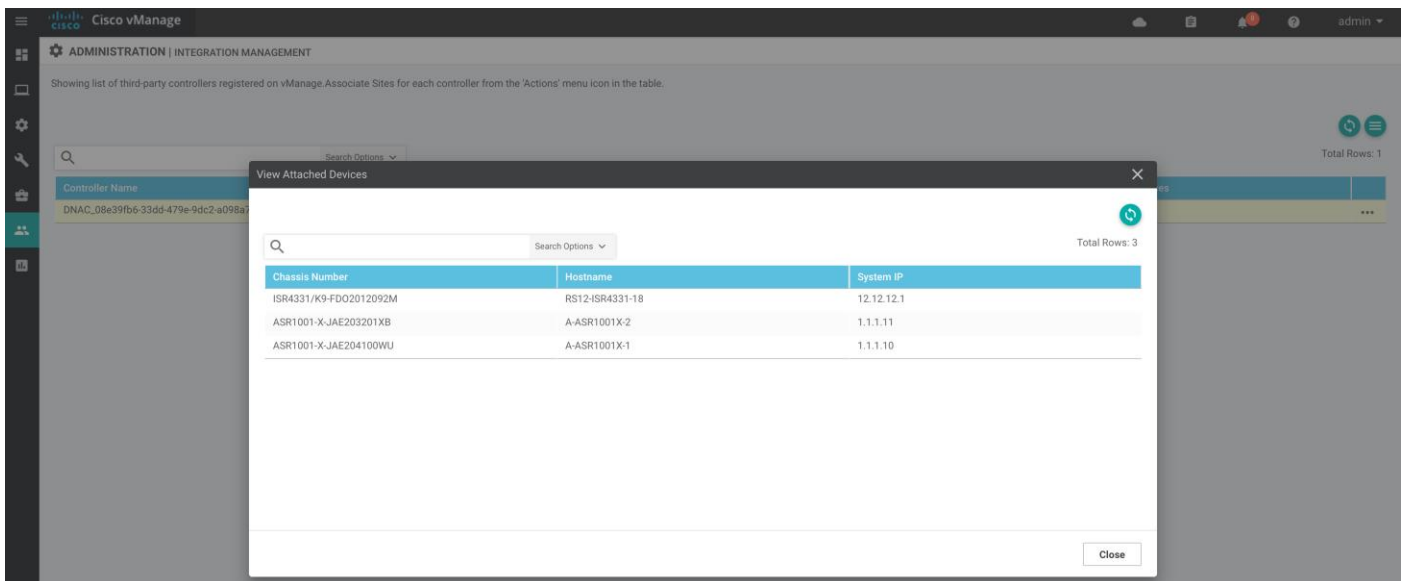 cisco Cisco vManage
admin
ADMINISTRATION | INTEGRATION MANAGEMENT
Showing list of third-party controllers registered on vManage.Associate Sites for each controller from the 'Actions' menu icon in the table.
Search Options
Total Rows: 1
Controller Name
DNAC_08e39fb6-33dd-479e-9dc2-a098a7
View Attached Devices
Search Options
Total Rows: 3
Chassis Number Hostname System IP
ISR4331/K9-FDO2012092M RS12-ISR4331-18 12.12.12.1
ASR1001-X-JAE203201XB A-ASR1001X-2 1.1.1.11
ASR1001-X-JAE204100WU A-ASR1001X-1 1.1.1.10
Close